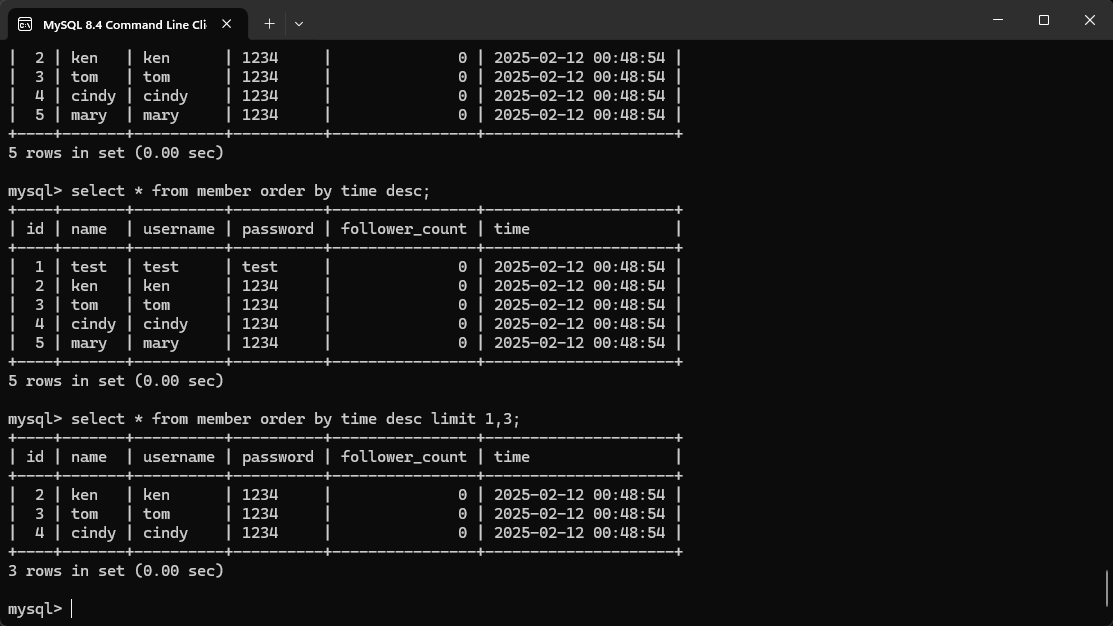 MySQL 8.4 Command Line Cli
|  2 | ken   | ken      | 1234     |              0 | 2025-02-12 00:48:54 |
|  3 | tom   | tom      | 1234     |              0 | 2025-02-12 00:48:54 |
|  4 | cindy | cindy    | 1234     |              0 | 2025-02-12 00:48:54 |
|  5 | mary  | mary     | 1234     |              0 | 2025-02-12 00:48:54 |
+----+-------+----------+----------+----------------+---------------------+
5 rows in set (0.00 sec)
mysql> select * from member order by time desc;
+----+-------+----------+----------+----------------+---------------------+
| id | name  | username | password | follower_count | time                |
+----+-------+----------+----------+----------------+---------------------+
|  1 | test  | test     | test     |              0 | 2025-02-12 00:48:54 |
|  2 | ken   | ken      | 1234     |              0 | 2025-02-12 00:48:54 |
|  3 | tom   | tom      | 1234     |              0 | 2025-02-12 00:48:54 |
|  4 | cindy | cindy    | 1234     |              0 | 2025-02-12 00:48:54 |
|  5 | mary  | mary     | 1234     |              0 | 2025-02-12 00:48:54 |
+----+-------+----------+----------+----------------+---------------------+
5 rows in set (0.00 sec)
mysql> select * from member order by time desc limit 1,3;
+----+-------+----------+----------+----------------+---------------------+
| id | name  | username | password | follower_count | time                |
+----+-------+----------+----------+----------------+---------------------+
|  2 | ken   | ken      | 1234     |              0 | 2025-02-12 00:48:54 |
|  3 | tom   | tom      | 1234     |              0 | 2025-02-12 00:48:54 |
|  4 | cindy | cindy    | 1234     |              0 | 2025-02-12 00:48:54 |
+----+-------+----------+----------+----------------+---------------------+
3 rows in set (0.00 sec)
mysql>